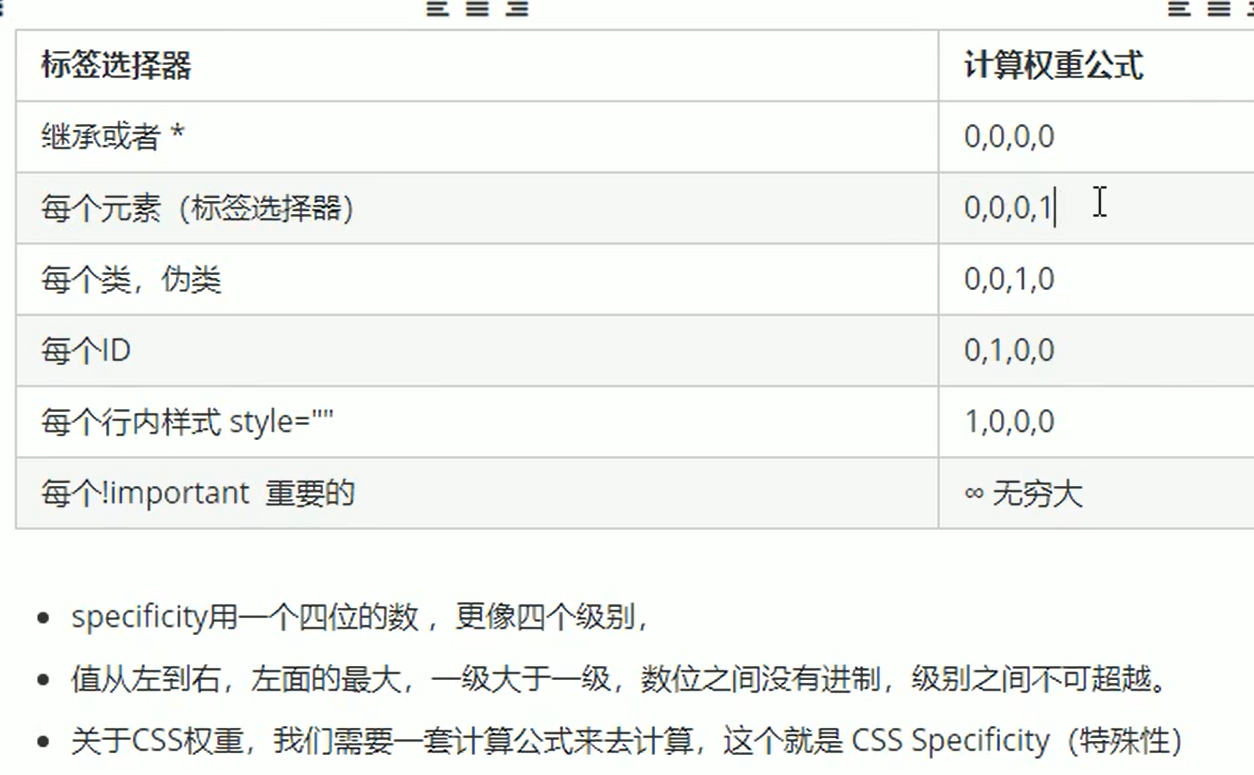 标签选择器 计算权重公式
继承或者 * 0,0,0,0
每个元素（标签选择器） 0,0,0,1
每个类，伪类 0,0,1,0
每个ID 0,1,0,0
每个行内样式 style="" 1,0,0,0
每个!important 重要的 ∞ 无穷大
specificity用一个四位的数 ，更像四个级别，
值从左到右，左面的最大，一级大于一级，数位之间没有进制，级别之间不可超越。
关于CSS权重，我们需要一套计算公式来去计算，这个就是 CSS Specificity（特殊性）